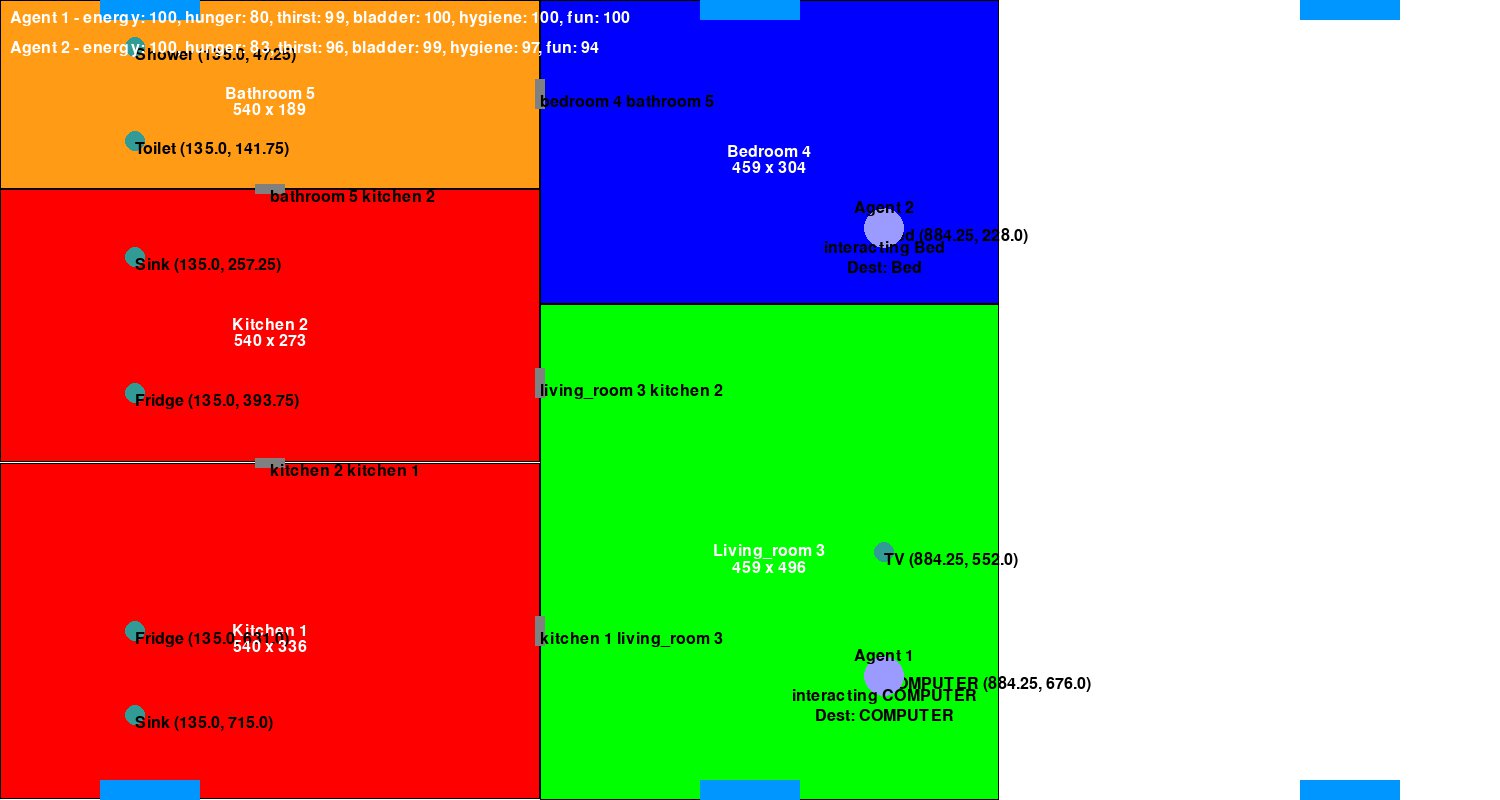 Agent 1 - energy: 100, hunger: 80, thirst: 99, bladder: 100, hygiene: 100, fun: 100
Agent 2 - energy: 100, hunger: 83, thirst: 96, bladder: 99, hygiene: 97, fun: 94
Shower (135.0, 47.25)
Bathroom 5
540 x 189
bedroom 4 bathroom 5
Toilet (135.0, 141.75)
Bedroom 4
459 x 304
bathroom 5 kitchen 2
Agent 2
(884.25, 228.0)
interacting Bed
Dest: Bed
Sink (135.0, 257.25)
Kitchen 2
540 x 273
Fridge (135.0, 393.75)
living_room 3 kitchen 2
kitchen 2 kitchen 1
Living_room 3
459 x 496
TV (884.25, 552.0)
Fridge (135.0,
Kitchen 1
540 x 336
kitchen 1 living_room 3
Agent 1
COMPUTER (884.25, 676.0)
interacting COMPUTER
Dest: COMPUTER
Sink (135.0, 715.0)